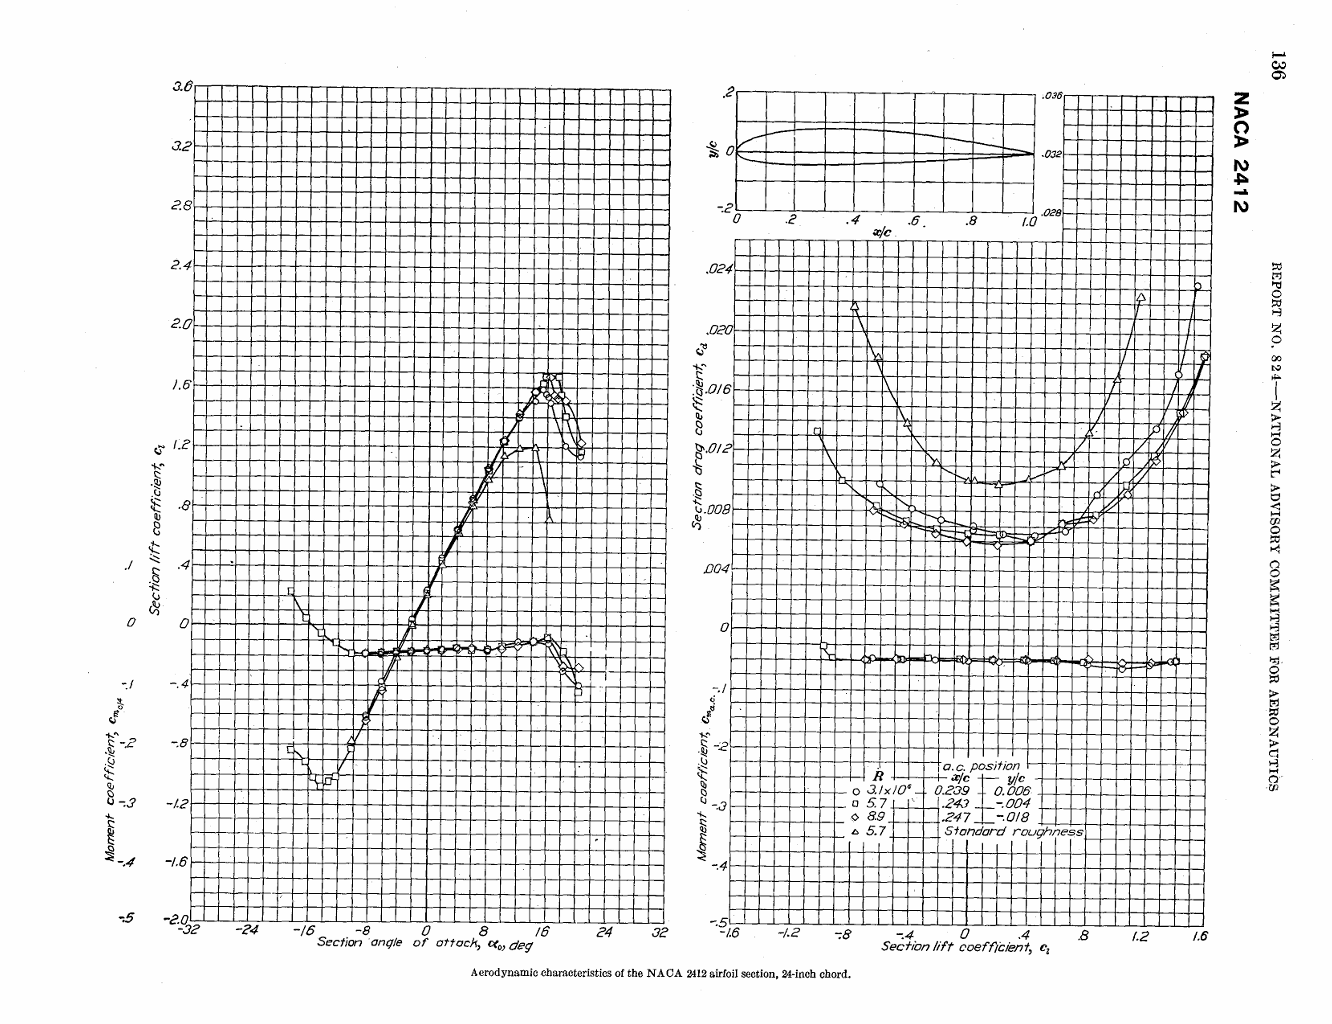 136
REPORT NO. 824—NATIONAL ADVISORY COMMITTEE FOR AERONAUTICS
NACA 2412
3.6
3.2
2.8
2.4
2.0
1.6
1.2
.8
.4
0
-.4
-.8
-1.2
-1.6
-2.0
Section lift coefficient, cl
.1
0
-.1
-.2
-.3
-.4
-.5
Moment coefficient, cm c/4
-32 -24 -16 -8 0 8 16 24 32
Section angle of attack, α0, deg
.2
0
-.2
y/c
0 .2 .4 .6 .8 1.0
x/c
.036
.032
.028
.024
.020
.016
.012
.008
.004
0
Section drag coefficient, cd
-.1
-.2
-.3
-.4
-.5
Moment coefficient, cm a.c.
a.c. position
R x/c y/c
3.1x10⁶ 0.239 0.006
5.7 .243 -.004
8.9 .247 -.018
5.7 Standard roughness
-1.6 -1.2 -.8 -.4 0 .4 .8 1.2 1.6
Section lift coefficient, cl
Aerodynamic characteristics of the NACA 2412 airfoil section, 24-inch chord.